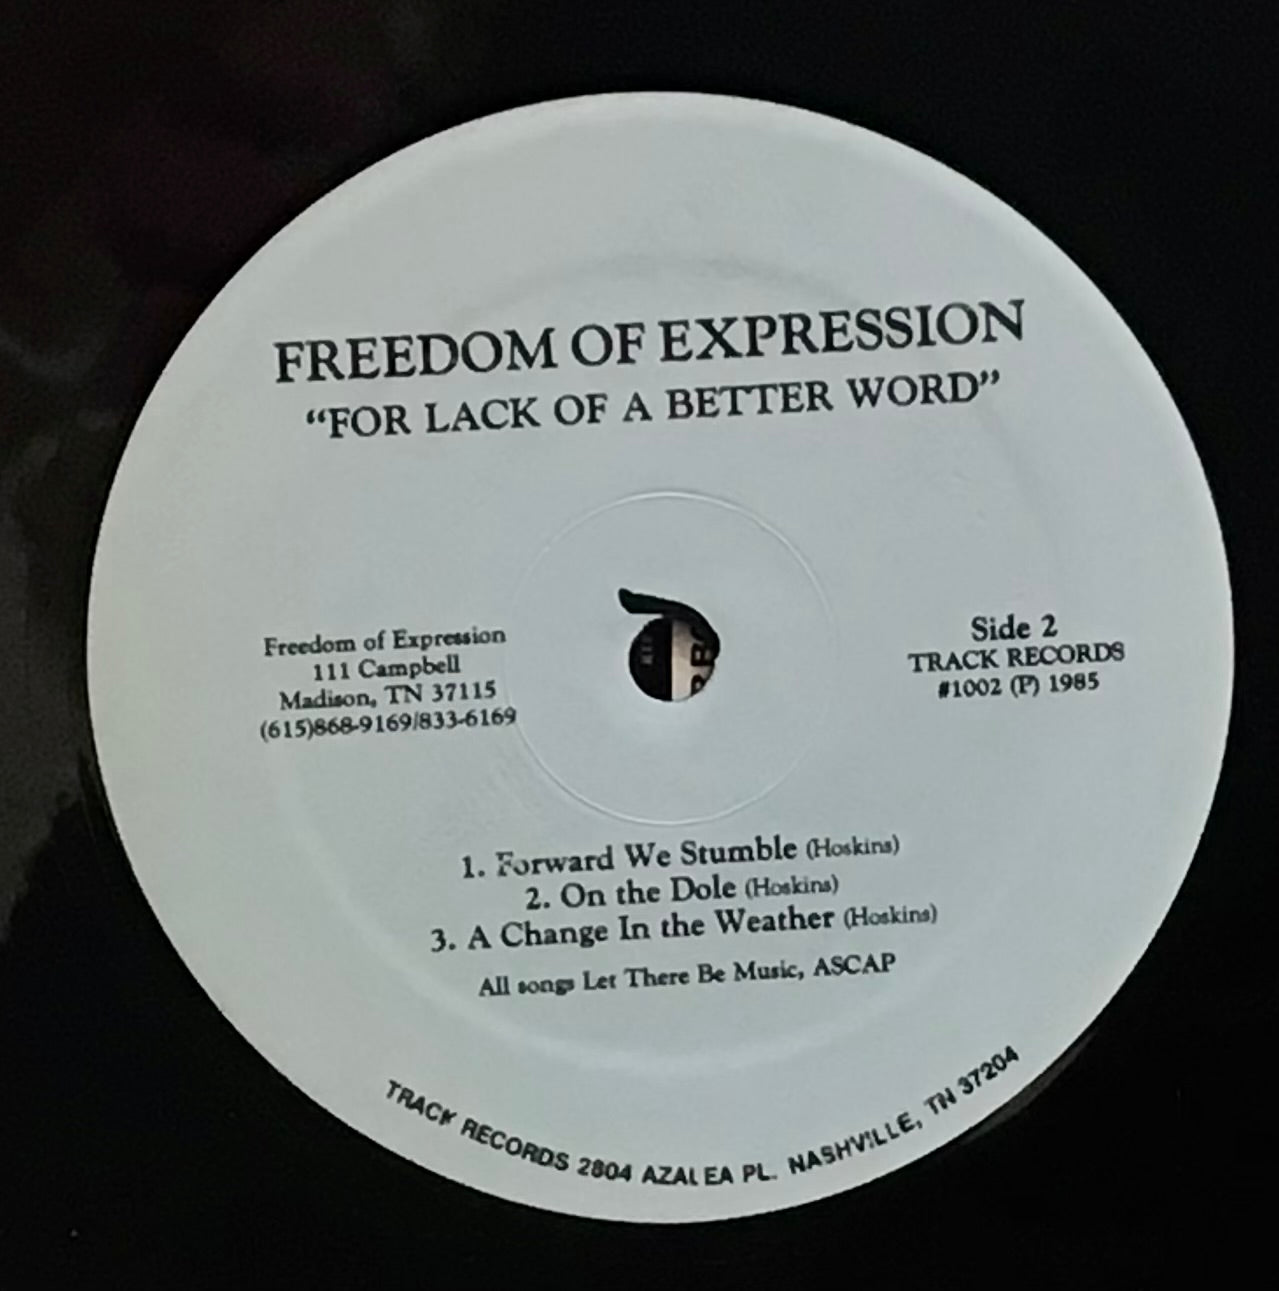 FREEDOM OF EXPRESSION
“FOR LACK OF A BETTER WORD”
Freedom of Expression
111 Campbell
Madison, TN 37115
(615)868-9169/833-6169
Side 2
TRACK RECORDS
#1002 (P) 1985
1. Forward We Stumble (Hoskins)
2. On the Dole (Hoskins)
3. A Change In the Weather (Hoskins)
All songs Let There Be Music, ASCAP
TRACK RECORDS 2804 AZALEA PL. NASHVILLE, TN 37204